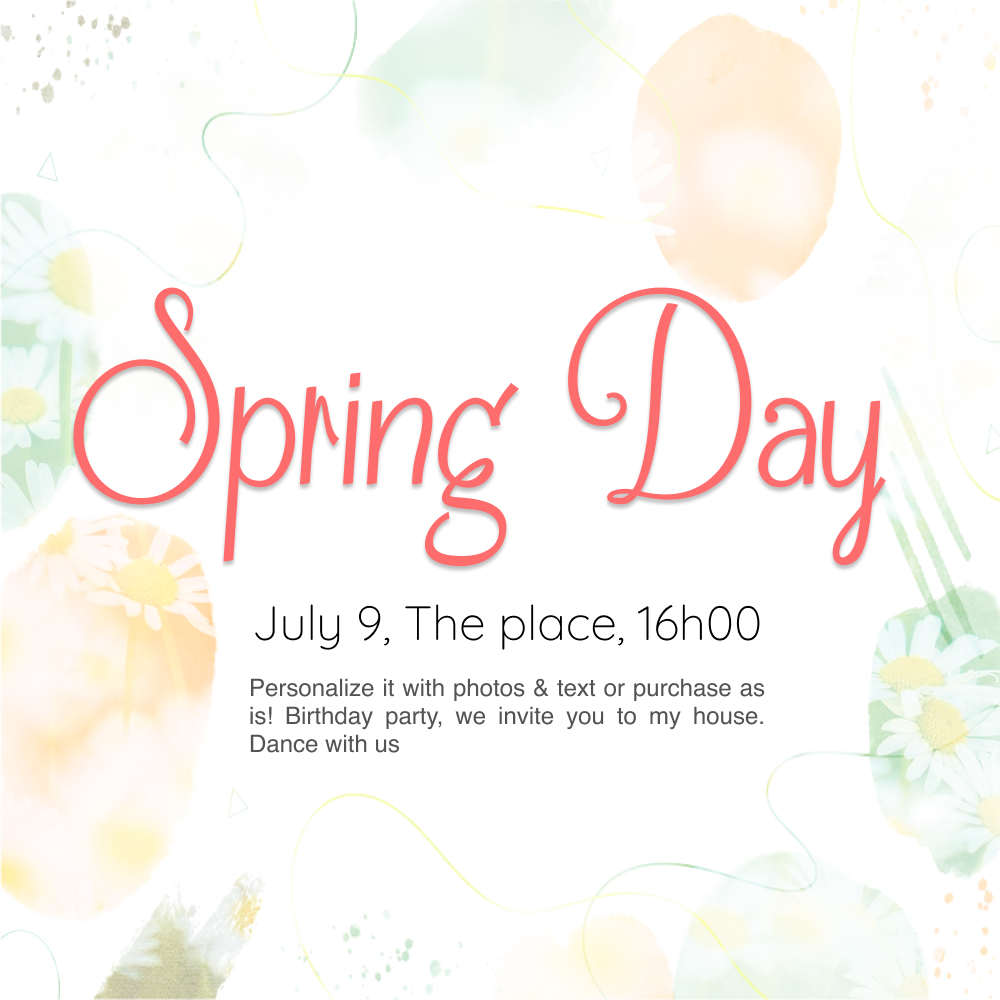 Spring Day
July 9, The place, 16h00
Personalize it with photos & text or purchase as
is! Birthday party, we invite you to my house.
Dance with us